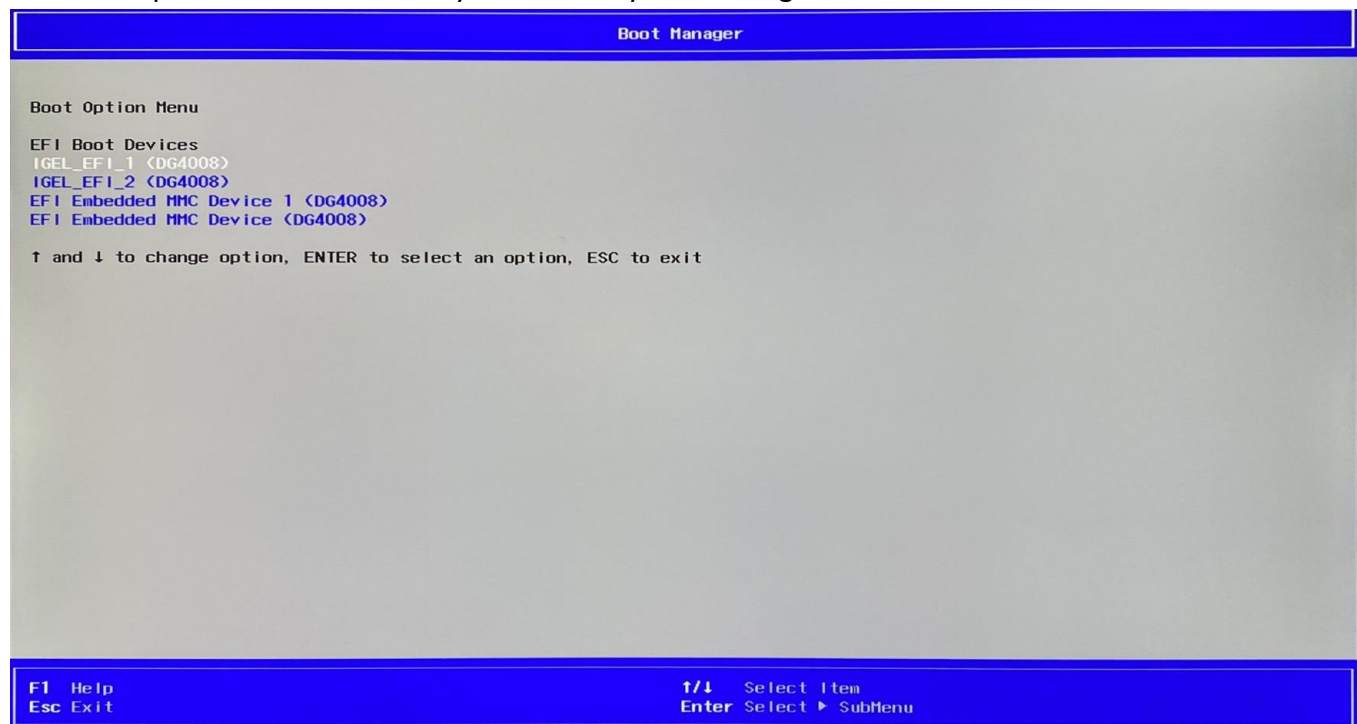 Boot Manager
Boot Option Menu
EFI Boot Devices
IGEL_EFI_1 (DG4008)
IGEL_EFI_2 (DG4008)
EFI Embedded MMC Device 1 (DG4008)
EFI Embedded MMC Device (DG4008)
↑ and ↓ to change option, ENTER to select an option, ESC to exit
F1 Help
Esc Exit
↑/↓ Select Item
Enter Select ▶ SubMenu